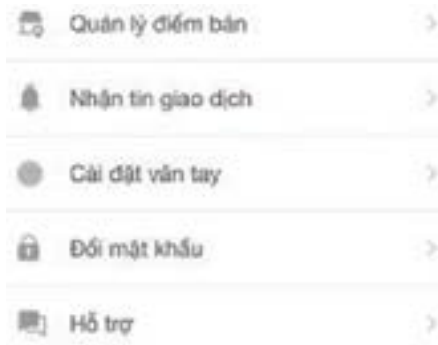 Quản lý điểm bán
Nhận tin giao dịch
Cài đặt vân tay
Đổi mật khẩu
Hỗ trợ